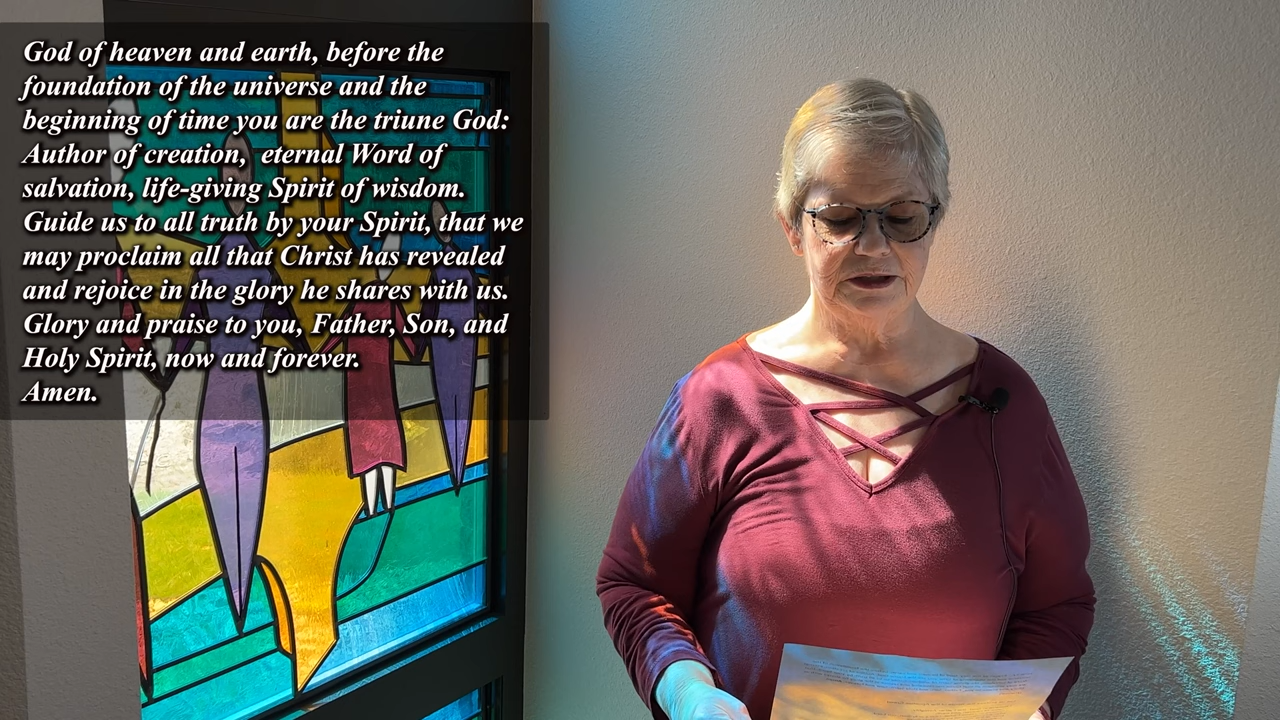 God of heaven and earth, before the
foundation of the universe and the
beginning of time you are the triune God:
Author of creation,  eternal Word of
salvation, life-giving Spirit of wisdom.
Guide us to all truth by your Spirit, that we
may proclaim all that Christ has revealed
and rejoice in the glory he shares with us.
Glory and praise to you, Father, Son, and
Holy Spirit, now and forever.
Amen.